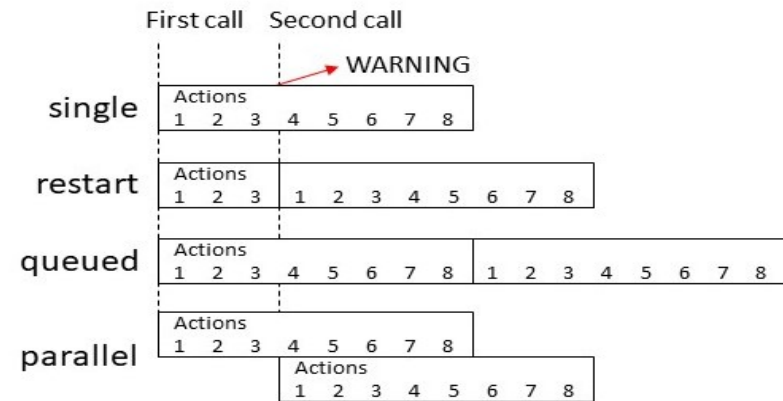 First call Second call
WARNING
single
Actions
1 2 3 4 5 6 7 8
restart
Actions
1 2 3 1 2 3 4 5 6 7 8
queued
Actions
1 2 3 4 5 6 7 8 1 2 3 4 5 6 7 8
parallel
Actions
1 2 3 4 5 6 7 8
Actions
1 2 3 4 5 6 7 8